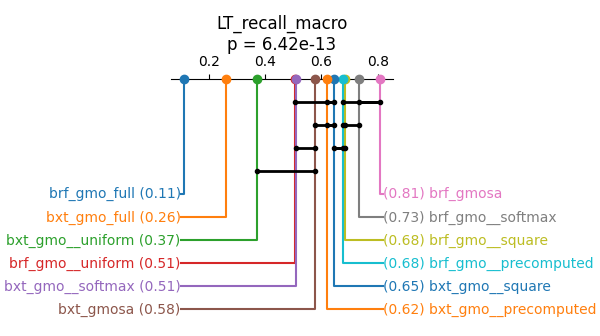 LT_recall_macro
p = 6.42e-13
0.2 0.4 0.6 0.8
brf_gmo_full (0.11) (0.81) brf_gmosa
bxt_gmo_full (0.26) (0.73) brf_gmo__softmax
bxt_gmo__uniform (0.37) (0.68) brf_gmo__square
brf_gmo__uniform (0.51) (0.68) brf_gmo__precomputed
bxt_gmo__softmax (0.51) (0.65) bxt_gmo__square
bxt_gmosa (0.58) (0.62) bxt_gmo__precomputed